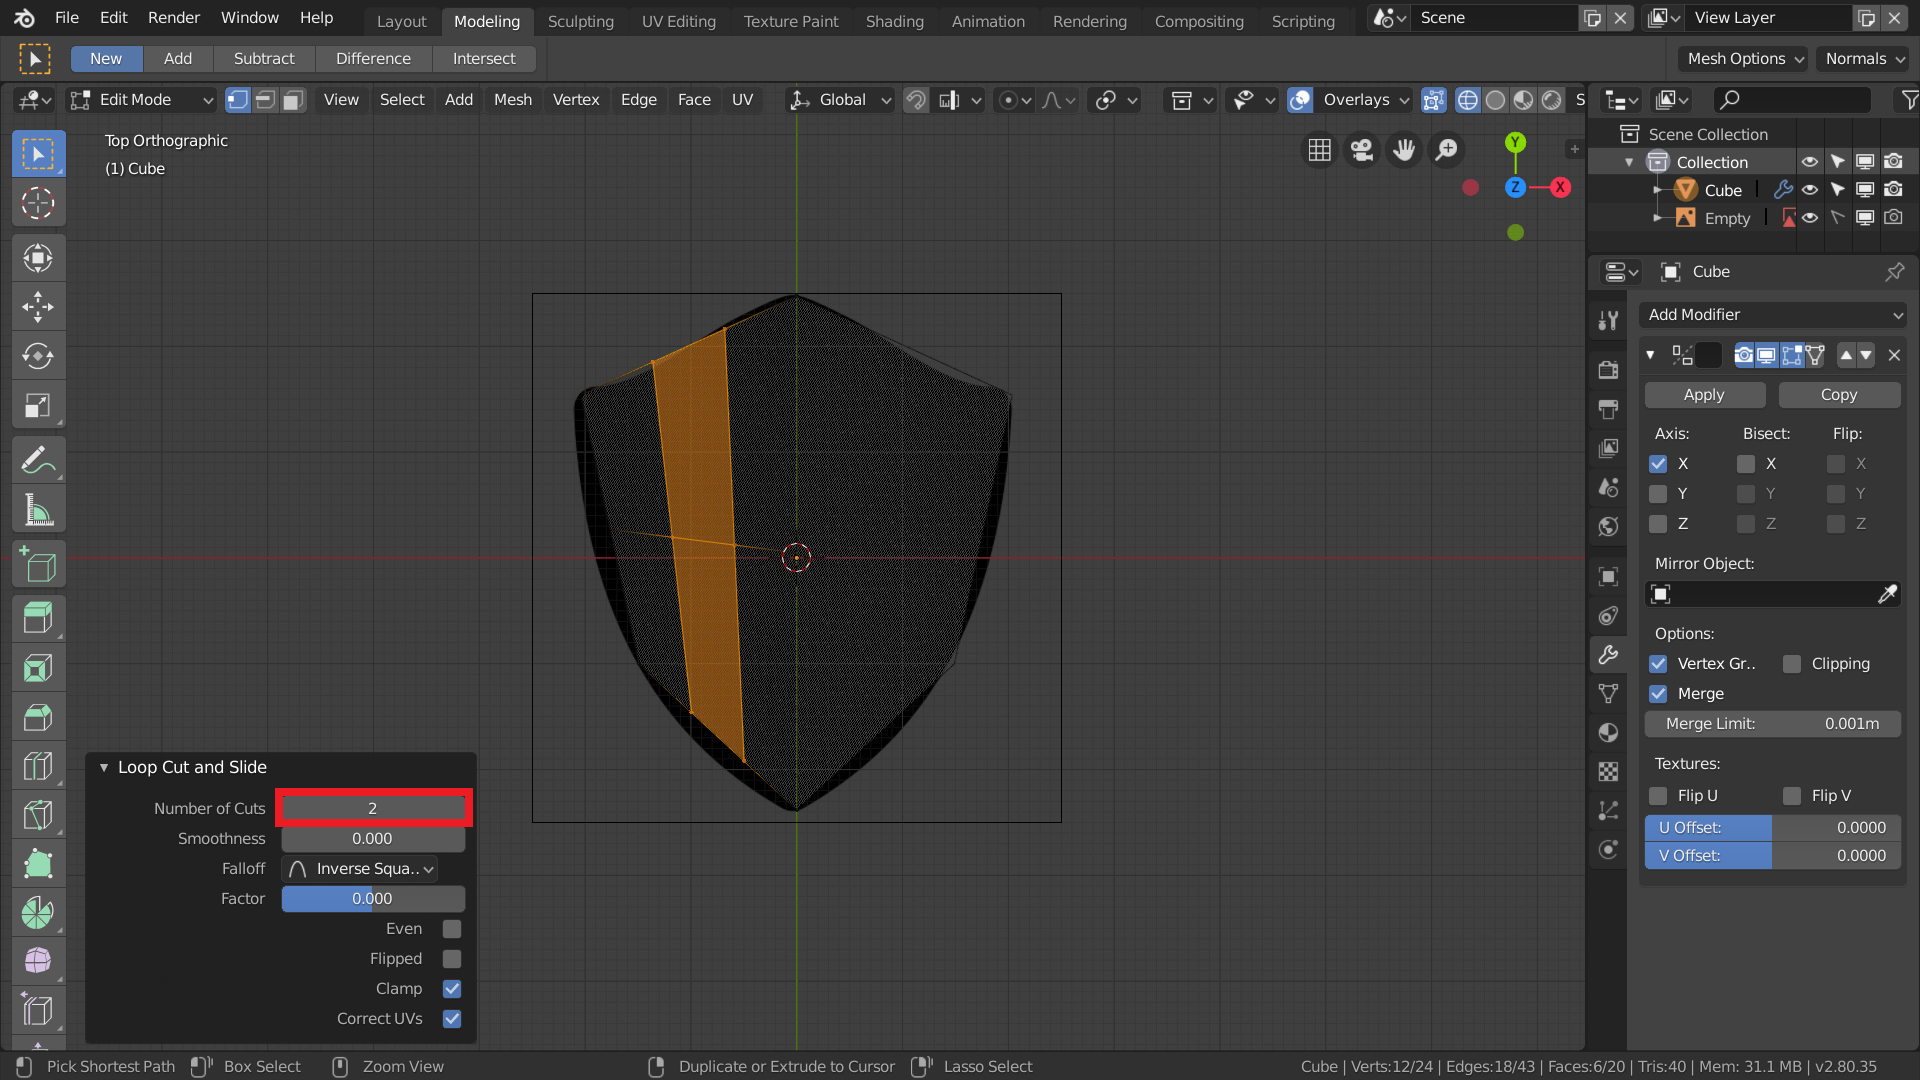 File Edit Render Window Help Layout Modeling Sculpting UV Editing Texture Paint Shading Animation Rendering Compositing Scripting Scene View Layer
New Add Subtract Difference Intersect Mesh Options Normals
Edit Mode View Select Add Mesh Vertex Edge Face UV Global Overlays S
Top Orthographic
(1) Cube
Y
Z X
Scene Collection
Collection
Cube
Empty
Cube
Add Modifier
Apply Copy
Axis: Bisect: Flip:
X X X
Y Y Y
Z Z Z
Mirror Object:
Options:
Vertex Gr.. Clipping
Merge
Merge Limit: 0.001m
Textures:
Flip U Flip V
U Offset: 0.0000
V Offset: 0.0000
Loop Cut and Slide
Number of Cuts 2
Smoothness 0.000
Falloff Inverse Squa..
Factor 0.000
Even
Flipped
Clamp
Correct UVs
Pick Shortest Path Box Select Zoom View Duplicate or Extrude to Cursor Lasso Select Cube | Verts:12/24 | Edges:18/43 | Faces:6/20 | Tris:40 | Mem: 31.1 MB | v2.80.35